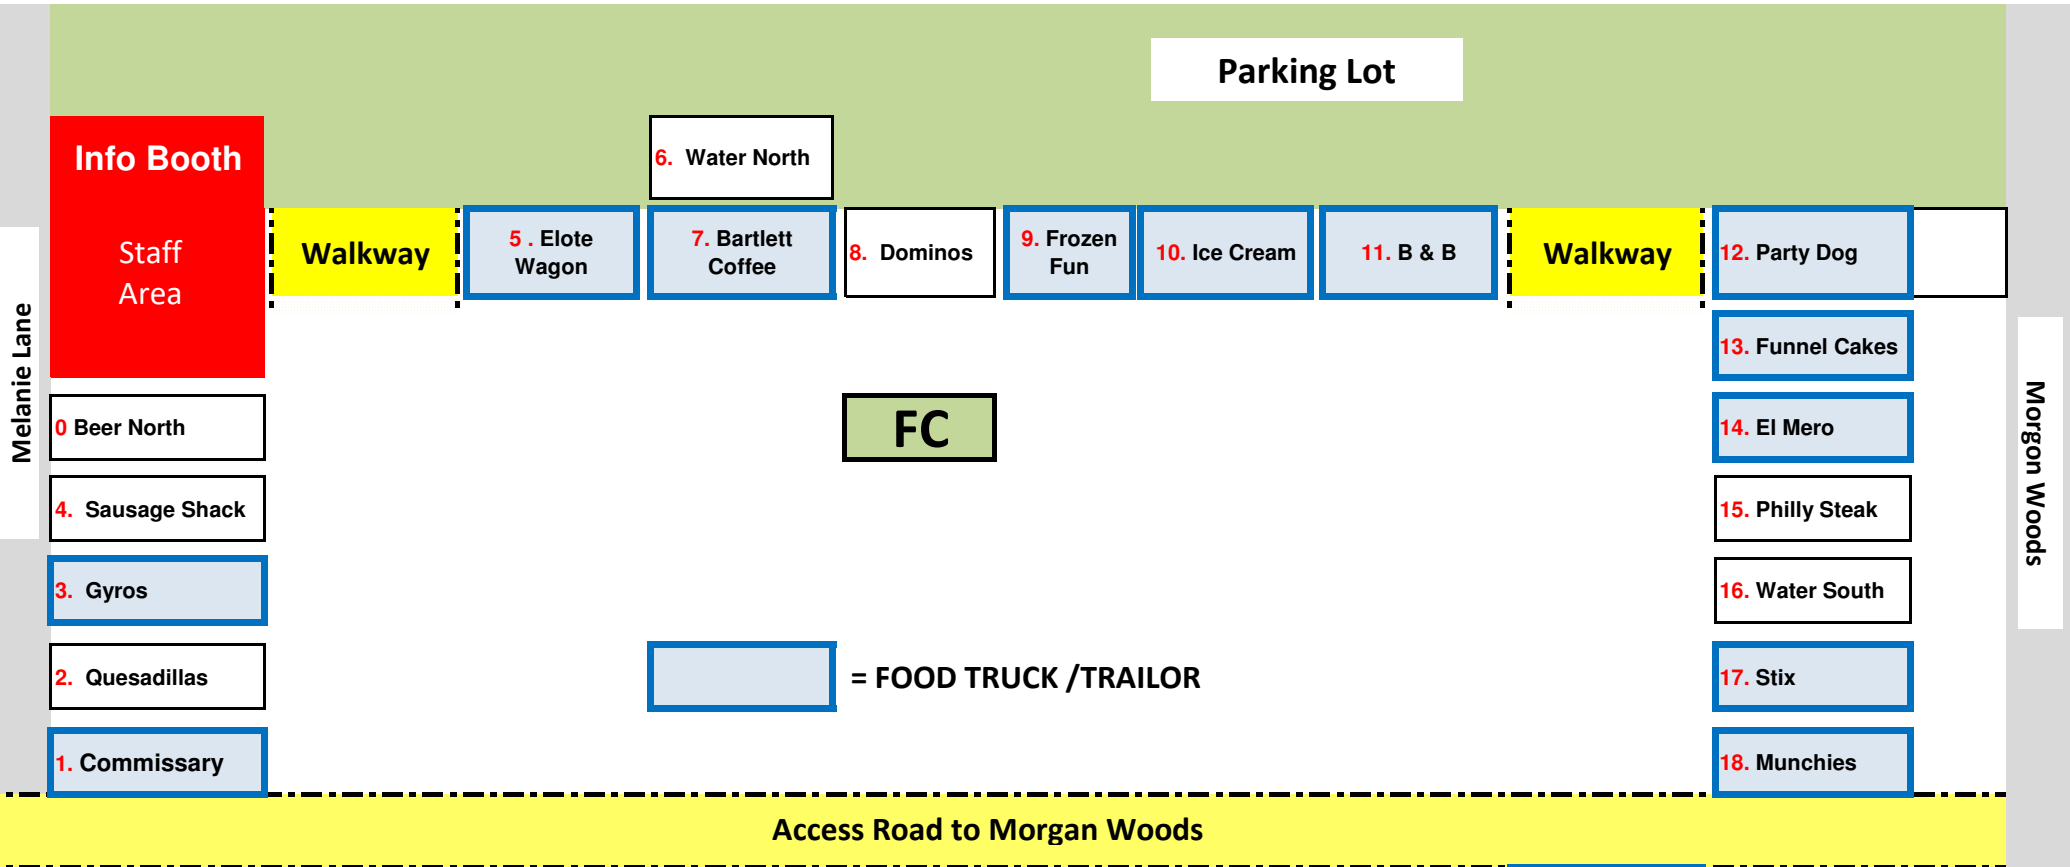 Parking Lot
Info Booth
Staff
Area
6. Water North
Walkway
5 . Elote
Wagon
7. Bartlett
Coffee
8. Dominos
9. Frozen
Fun
10. Ice Cream
11. B & B
Walkway
12. Party Dog
13. Funnel Cakes
Melanie Lane
Morgon Woods
0 Beer North
FC
14. El Mero
4. Sausage Shack
15. Philly Steak
3. Gyros
16. Water South
2. Quesadillas
= FOOD TRUCK /TRAILOR
17. Stix
1. Commissary
18. Munchies
Access Road to Morgan Woods